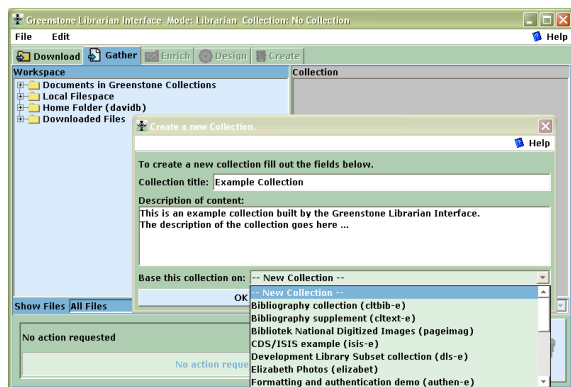 Greenstone Librarian Interface Mode: Librarian Collection: No Collection
File Edit Help
Download Gather Enrich Design Create
Workspace Collection
Documents in Greenstone Collections
Local Filespace
Home Folder (davidb)
Downloaded Files
Create a new Collection.
Help
To create a new collection fill out the fields below.
Collection title: Example Collection
Description of content:
This is an example collection built by the Greenstone Librarian Interface.
The description of the collection goes here ...
Base this collection on: -- New Collection --
OK
-- New Collection --
Bibliography collection (cltbib-e)
Bibliography supplement (cltext-e)
Bibliotek National Digitized Images (pageimag)
CDS/ISIS example (isis-e)
Development Library Subset collection (dls-e)
Elizabeth Photos (elizabet)
Formatting and authentication demo (authen-e)
Show Files All Files
No action requested
No action reque